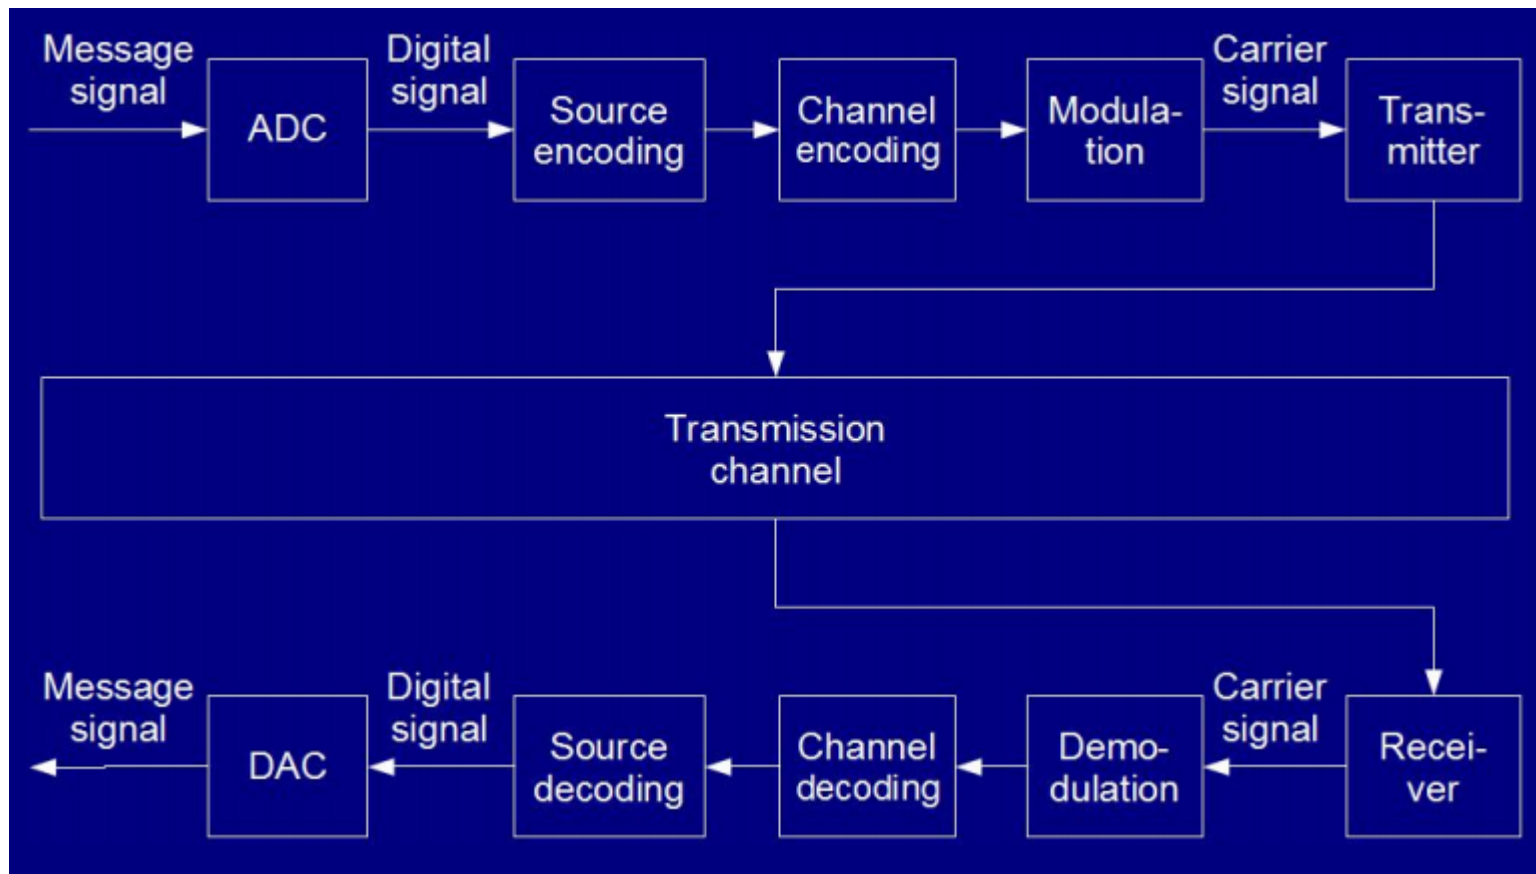 Message
signal
ADC
Digital
signal
Source
encoding
Channel
encoding
Modula-
tion
Carrier
signal
Trans-
mitter
Transmission
channel
Message
signal
DAC
Digital
signal
Source
decoding
Channel
decoding
Demo-
dulation
Carrier
signal
Recei-
ver